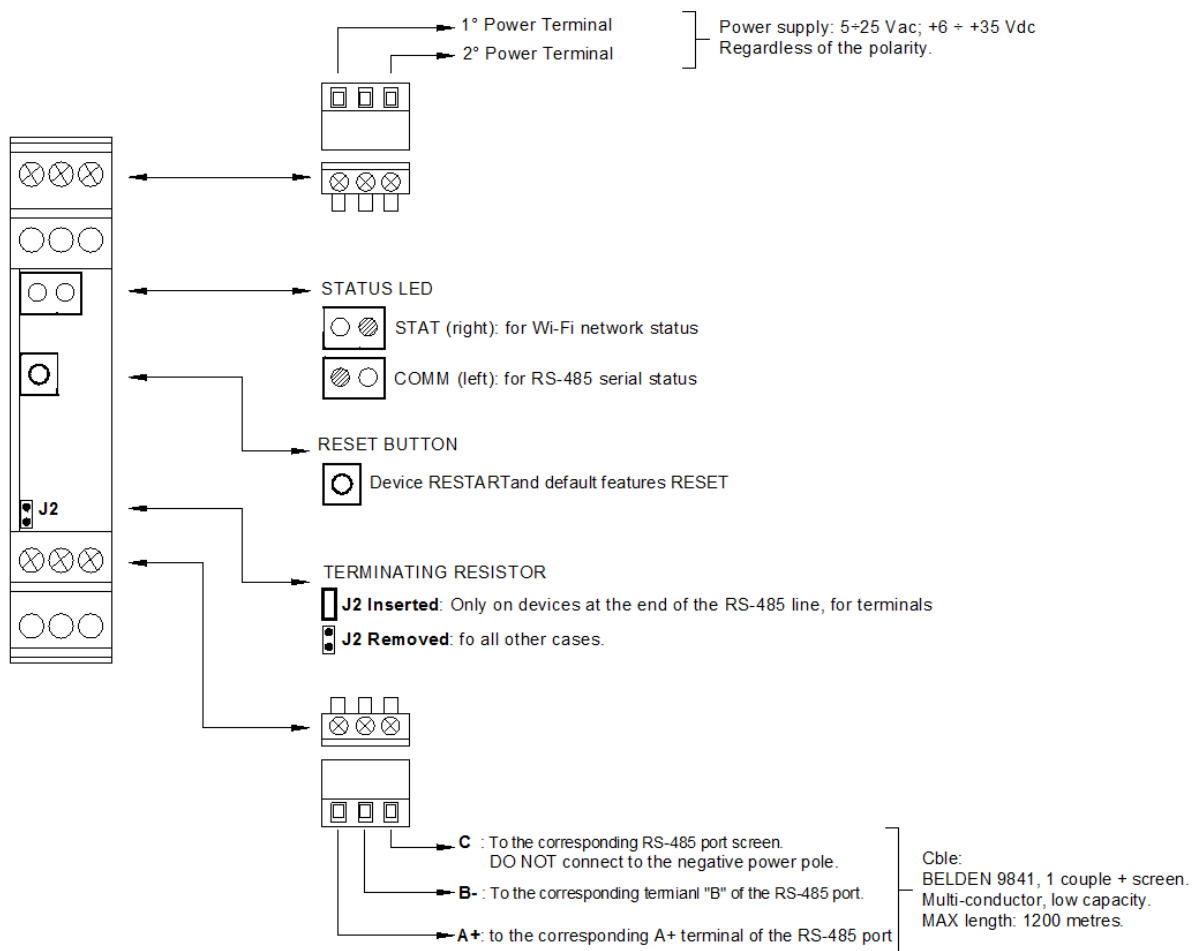 1° Power Terminal
2° Power Terminal
Power supply: 5÷25 Vac; +6 ÷ +35 Vdc
Regardless of the polarity.
STATUS LED
STAT (right): for Wi-Fi network status
COMM (left): for RS-485 serial status
RESET BUTTON
Device RESTARTand default features RESET
J2
TERMINATING RESISTOR
J2 Inserted: Only on devices at the end of the RS-485 line, for terminals
J2 Removed: fo all other cases.
C : To the corresponding RS-485 port screen.
DO NOT connect to the negative power pole.
B- : To the corresponding termianl "B" of the RS-485 port.
A+: to the corresponding A+ terminal of the RS-485 port
Cble:
BELDEN 9841, 1 couple + screen.
Multi-conductor, low capacity.
MAX length: 1200 metres.